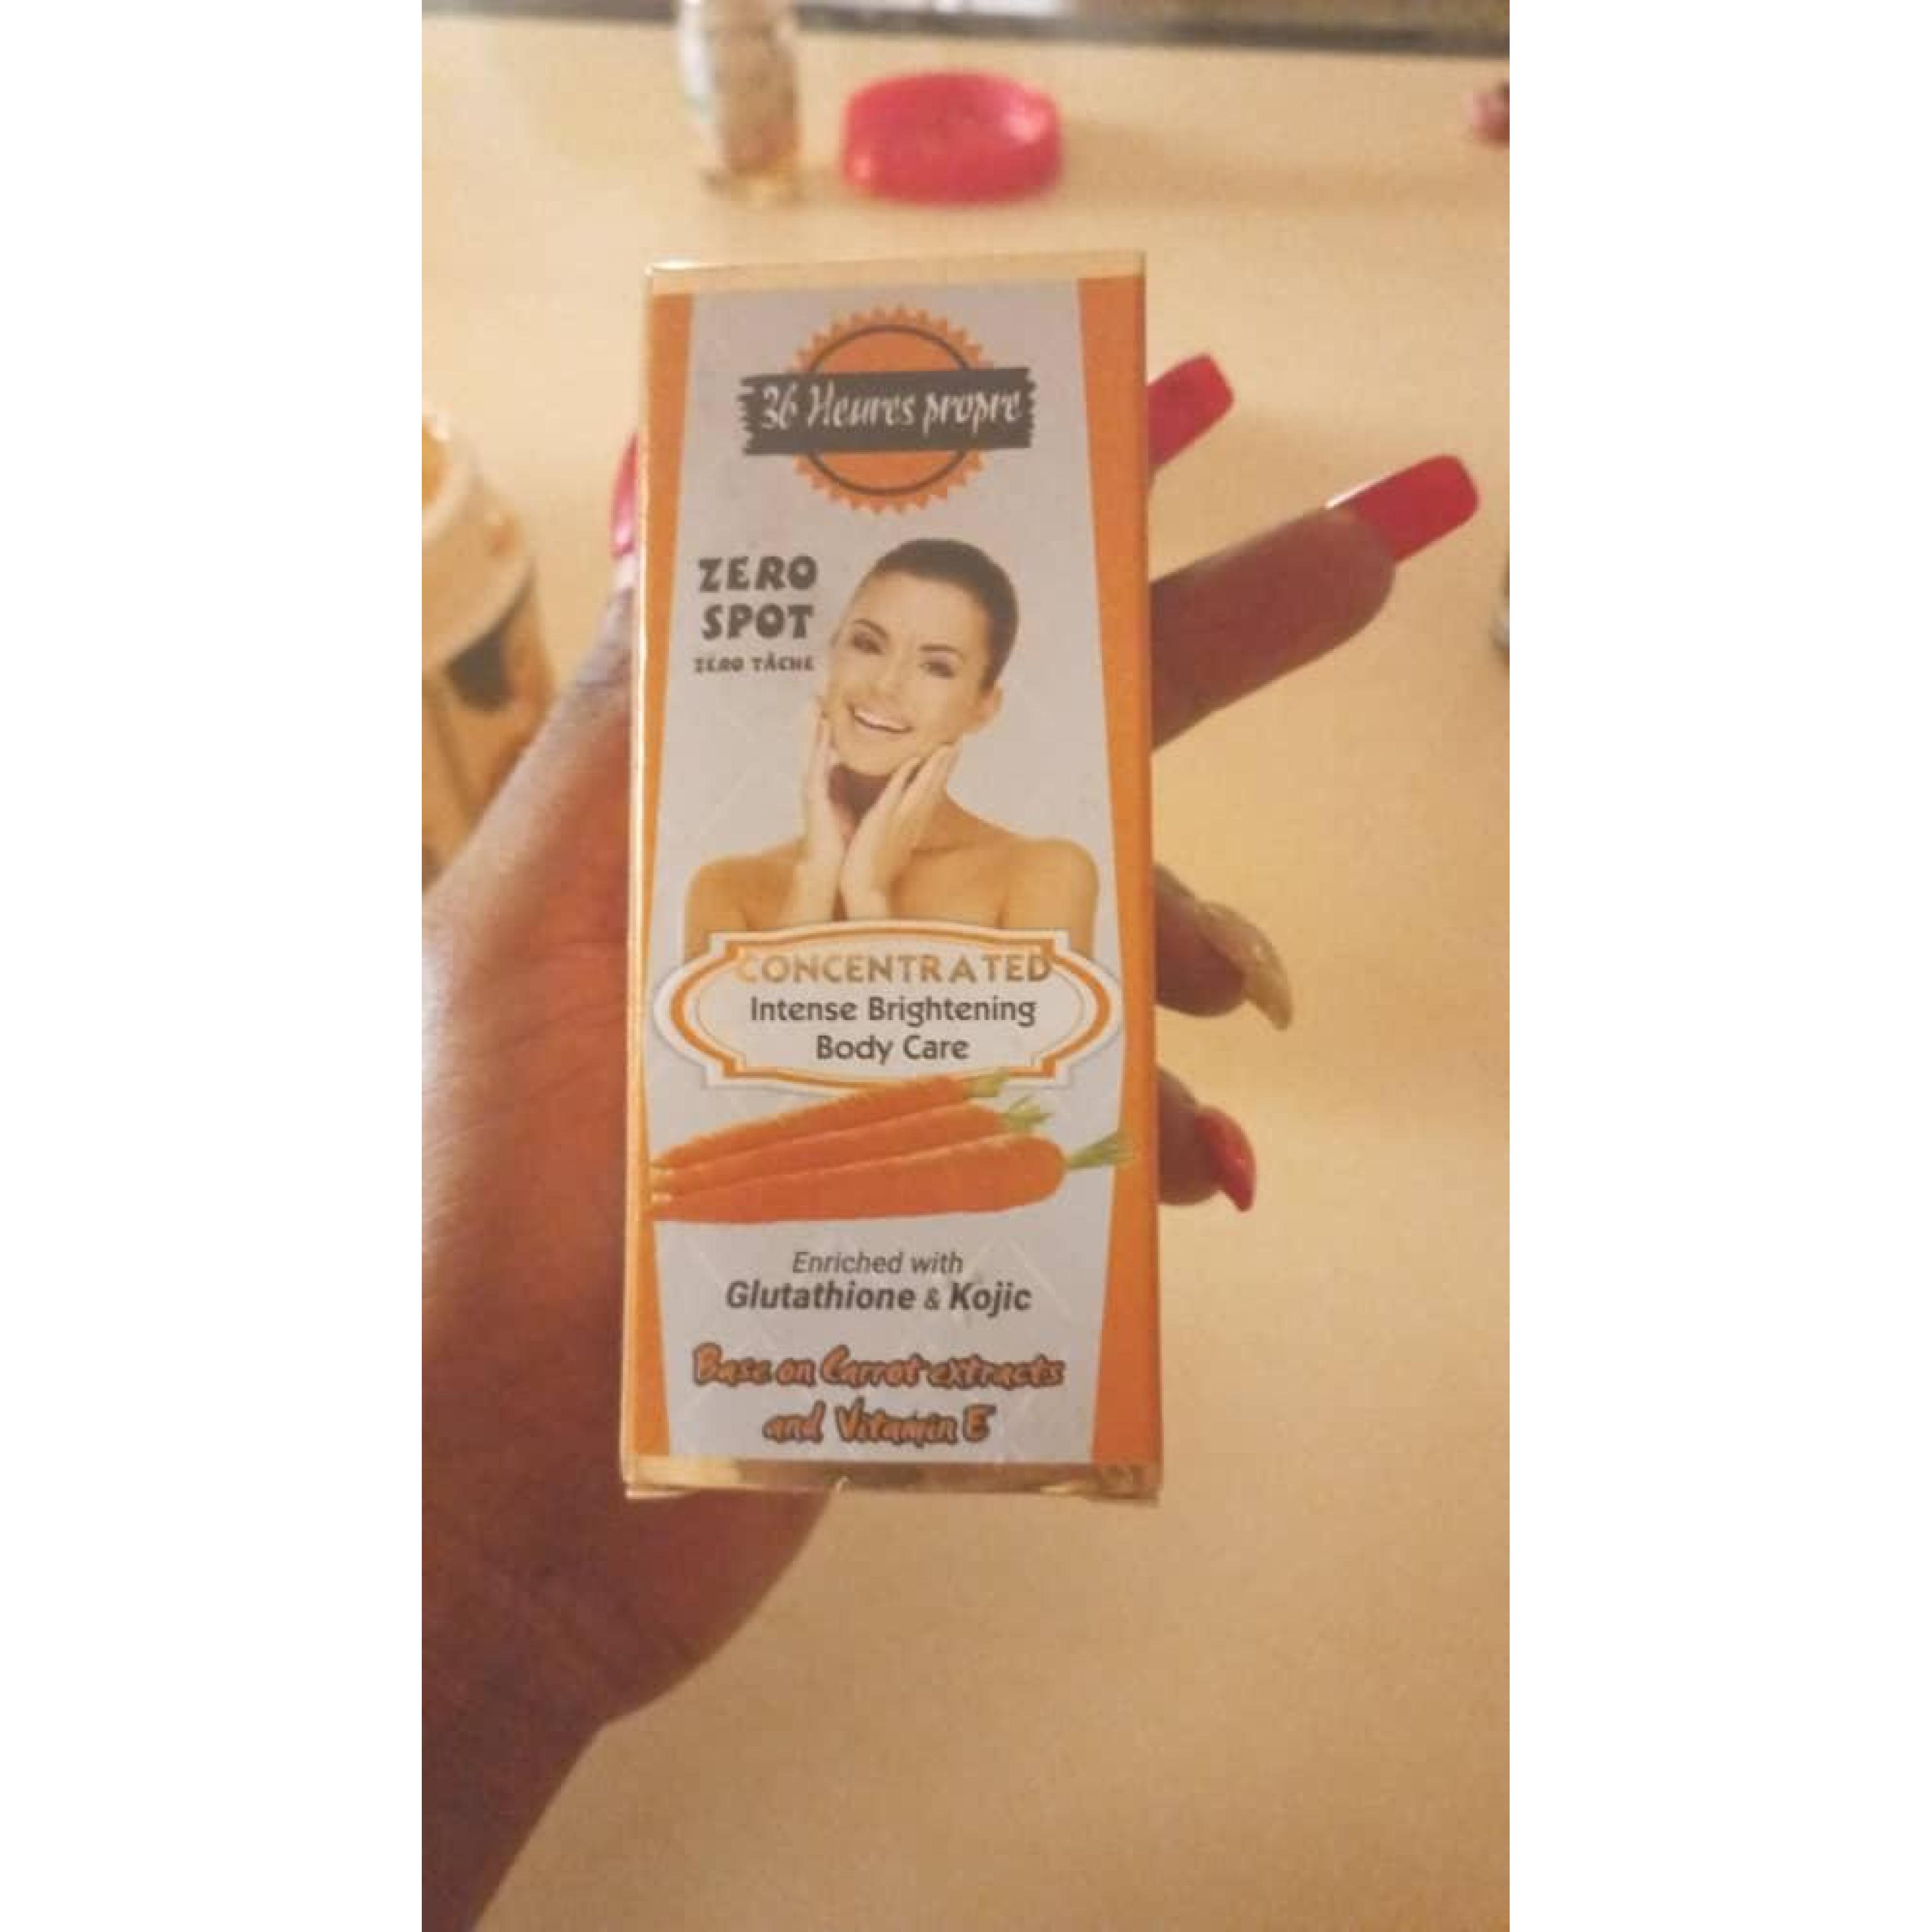 36 Heures propre
ZERO
SPOT
ZERO TÂCHE
CONCENTRATED
Intense Brightening
Body Care
Enriched with
Glutathione & Kojic
Base on Carrot extracts
and Vitamin E